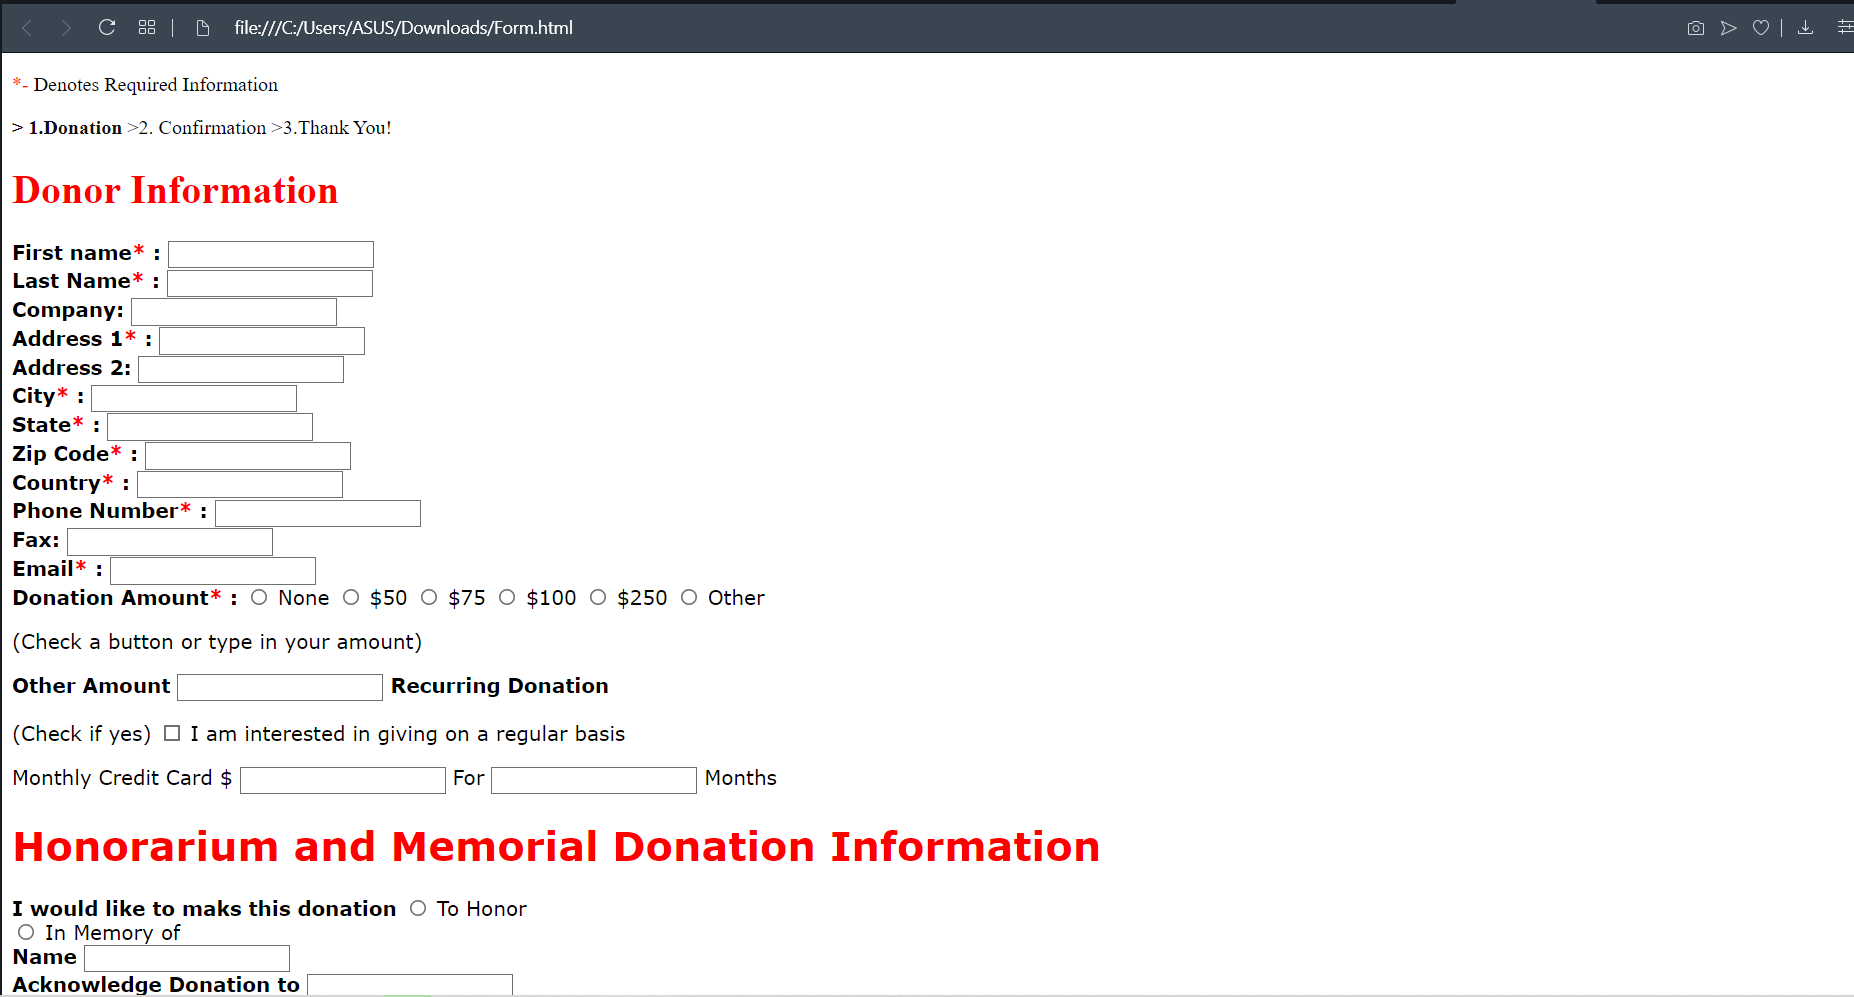 file:///C:/Users/ASUS/Downloads/Form.html
*- Denotes Required Information
> 1.Donation >2. Confirmation >3.Thank You!
Donor Information
First name* :
Last Name* :
Company:
Address 1* :
Address 2:
City* :
State* :
Zip Code* :
Country* :
Phone Number* :
Fax:
Email* :
Donation Amount* : None $50 $75 $100 $250 Other
(Check a button or type in your amount)
Other Amount Recurring Donation
(Check if yes) I am interested in giving on a regular basis
Monthly Credit Card $ For Months
Honorarium and Memorial Donation Information
I would like to maks this donation To Honor
In Memory of
Name
Acknowledge Donation to